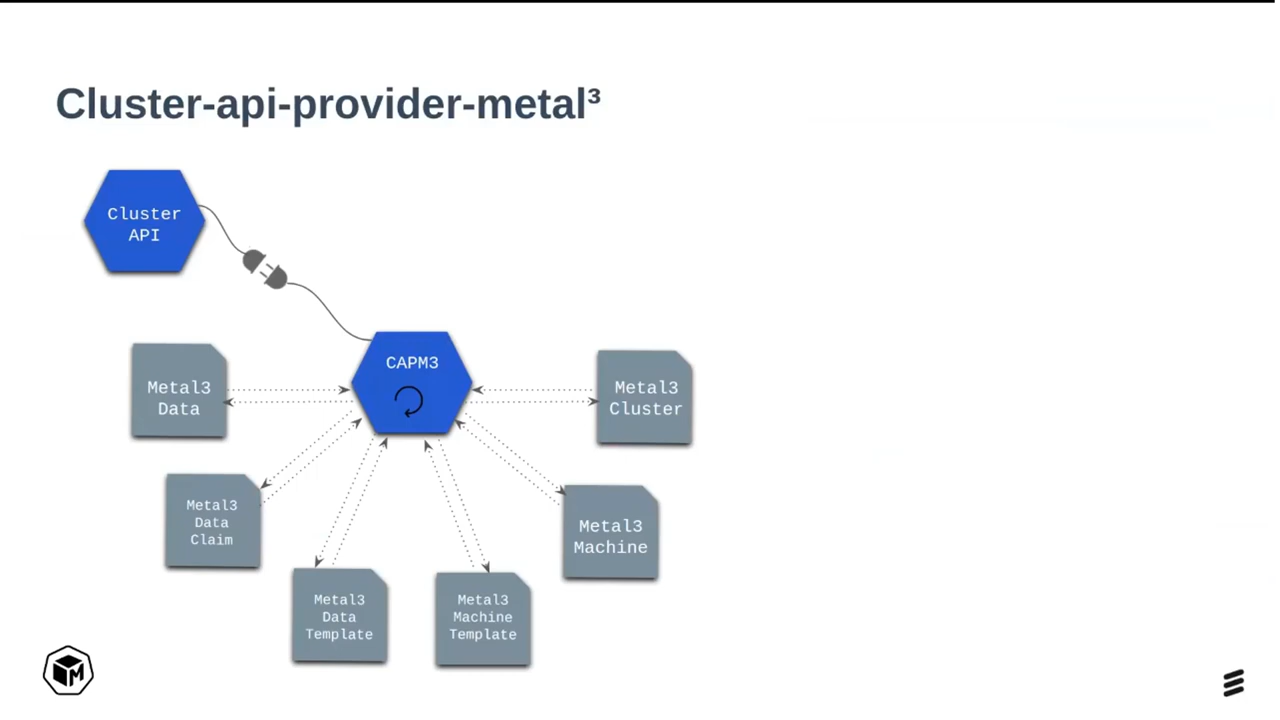 Cluster-api-provider-metal³
Cluster
API
CAPM3
Metal3
Data
Metal3
Cluster
Metal3
Data
Claim
Metal3
Machine
Metal3
Data
Template
Metal3
Machine
Template
M